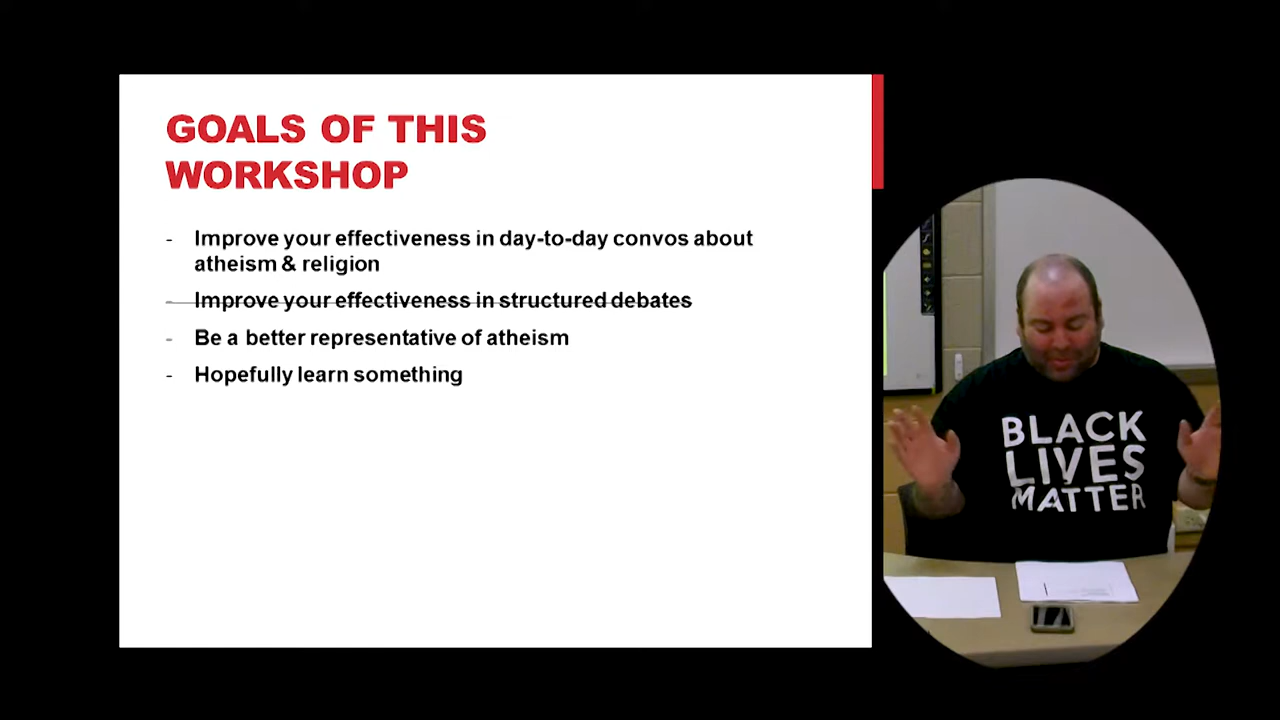 GOALS OF THIS
WORKSHOP
- Improve your effectiveness in day-to-day convos about
atheism & religion
- Improve your effectiveness in structured debates
- Be a better representative of atheism
- Hopefully learn something
BLACK
LIVES
MATTER